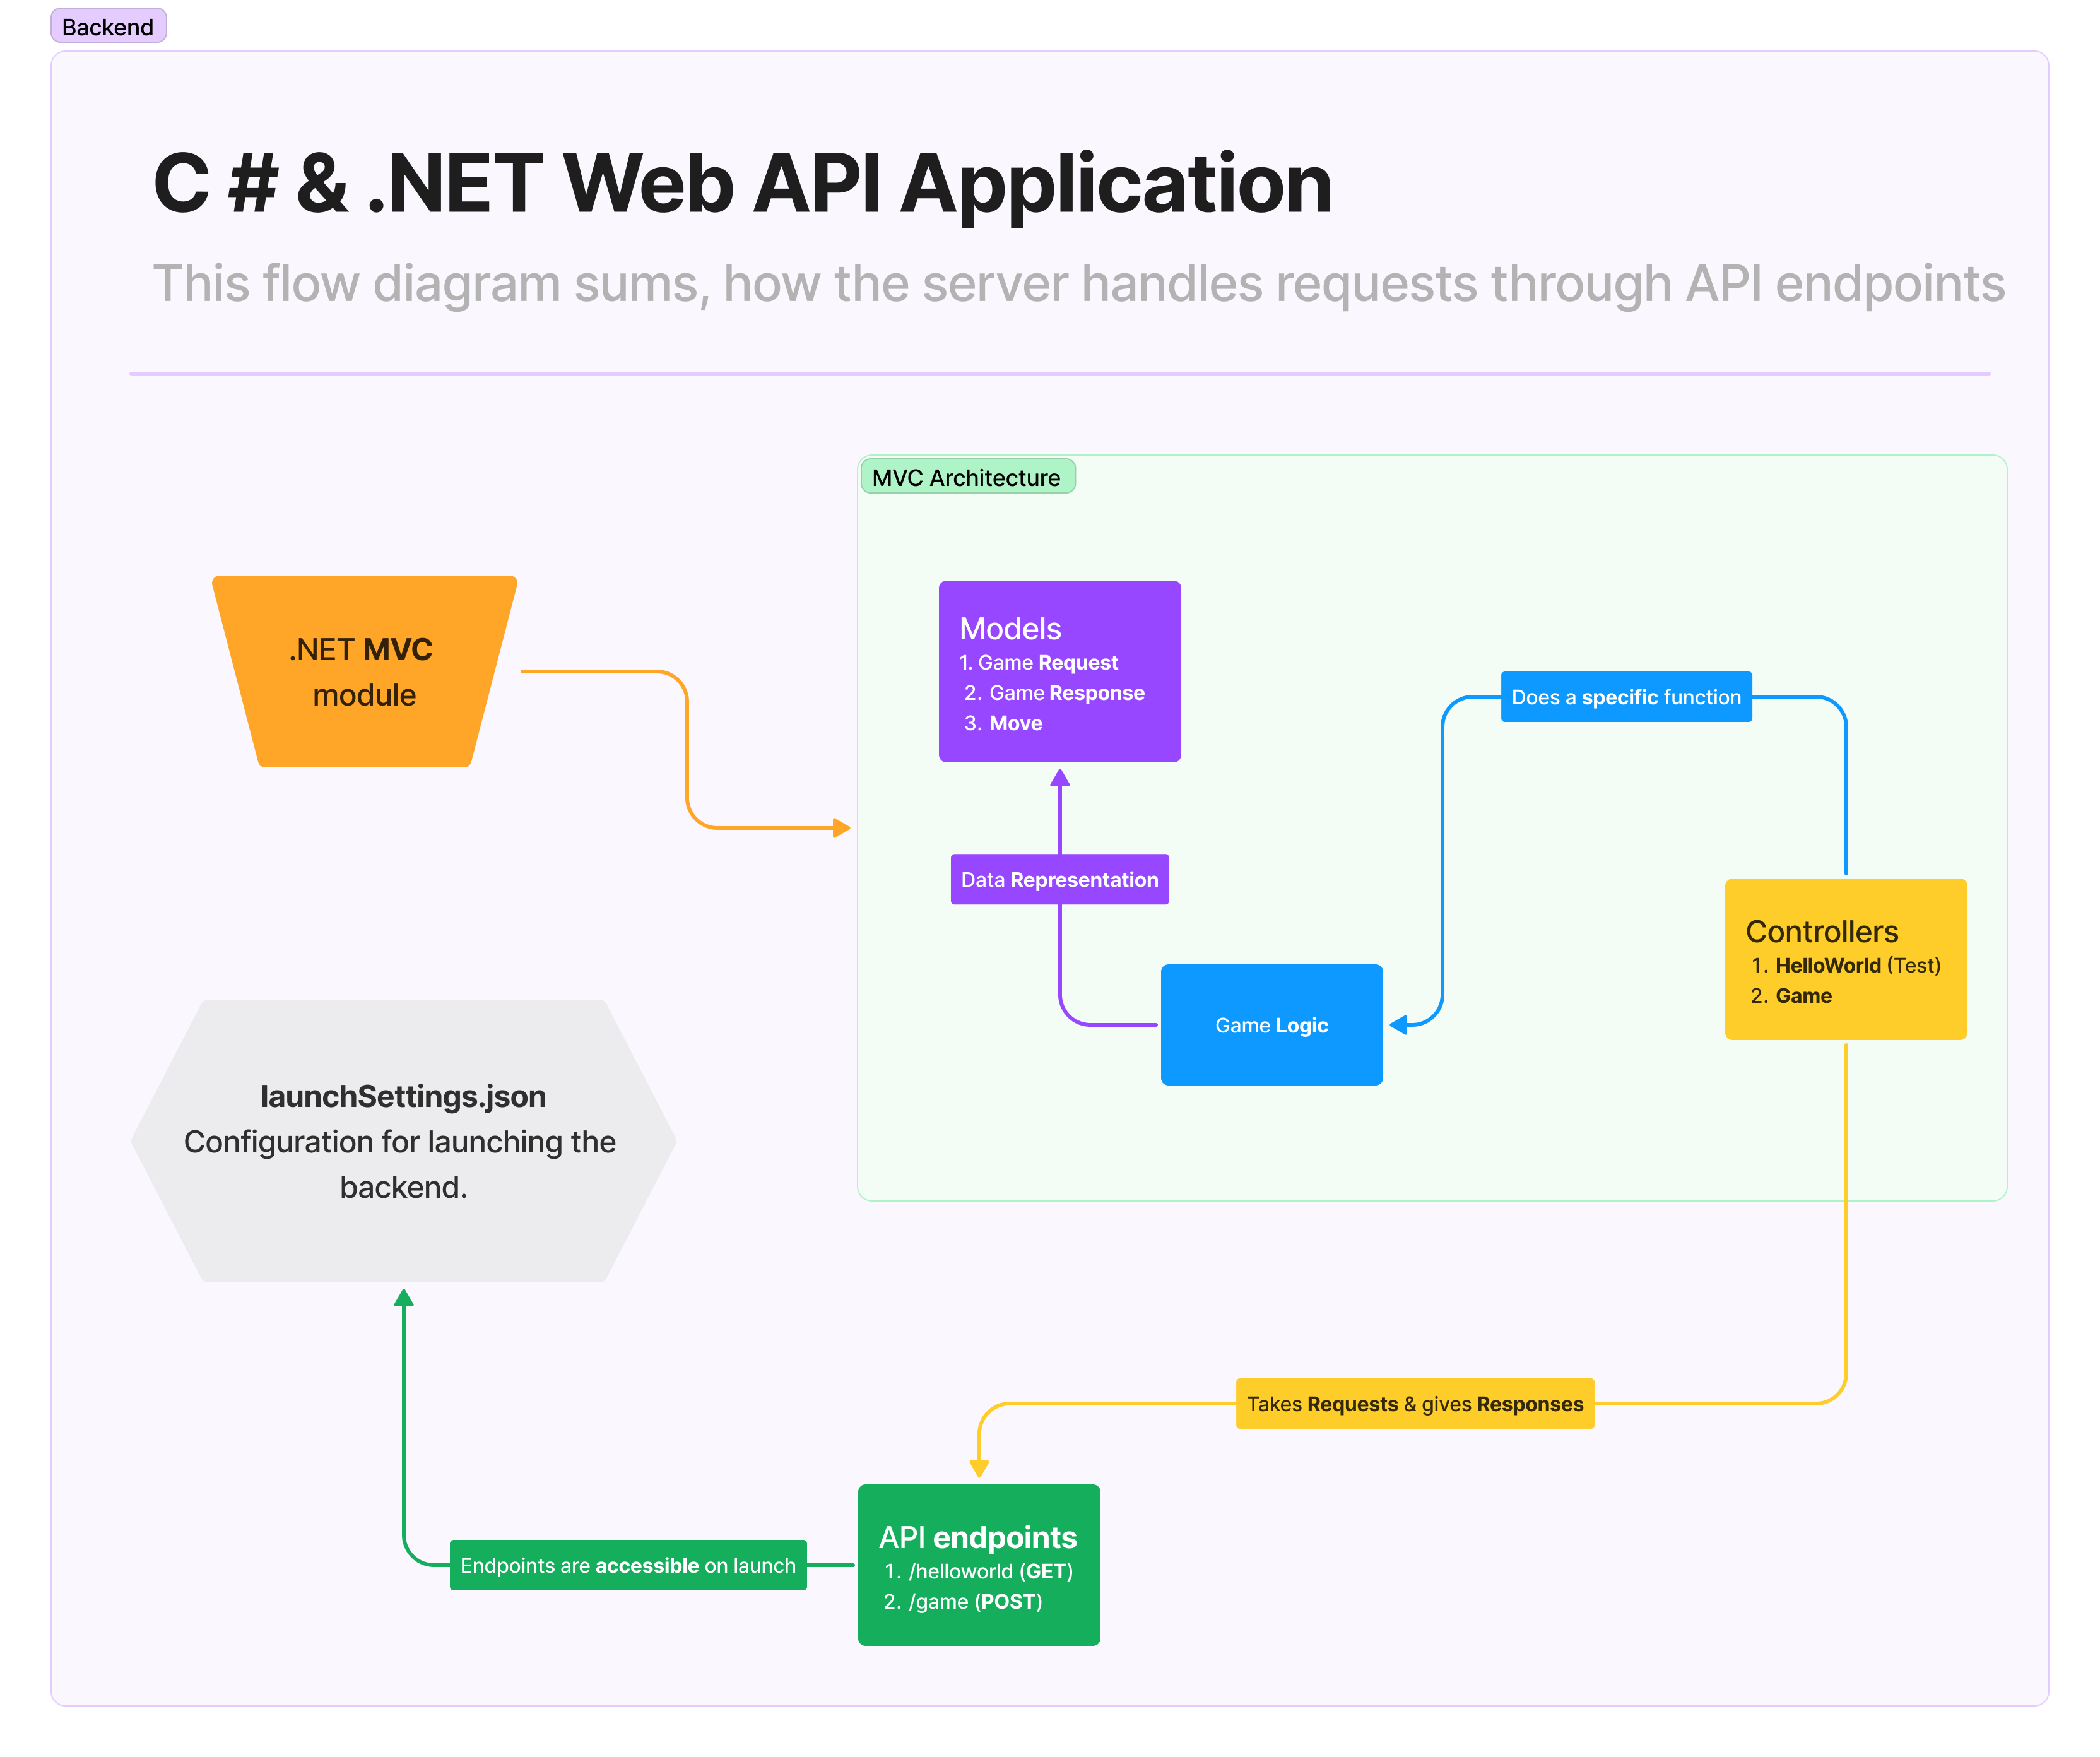 Backend
C # & .NET Web API Application
This flow diagram sums, how the server handles requests through API endpoints
MVC Architecture
.NET MVC
module
Models
1. Game Request
2. Game Response
3. Move
Does a specific function
Data Representation
Controllers
1. HelloWorld (Test)
2. Game
Game Logic
launchSettings.json
Configuration for launching the
backend.
Takes Requests & gives Responses
API endpoints
1. /helloworld (GET)
2. /game (POST)
Endpoints are accessible on launch